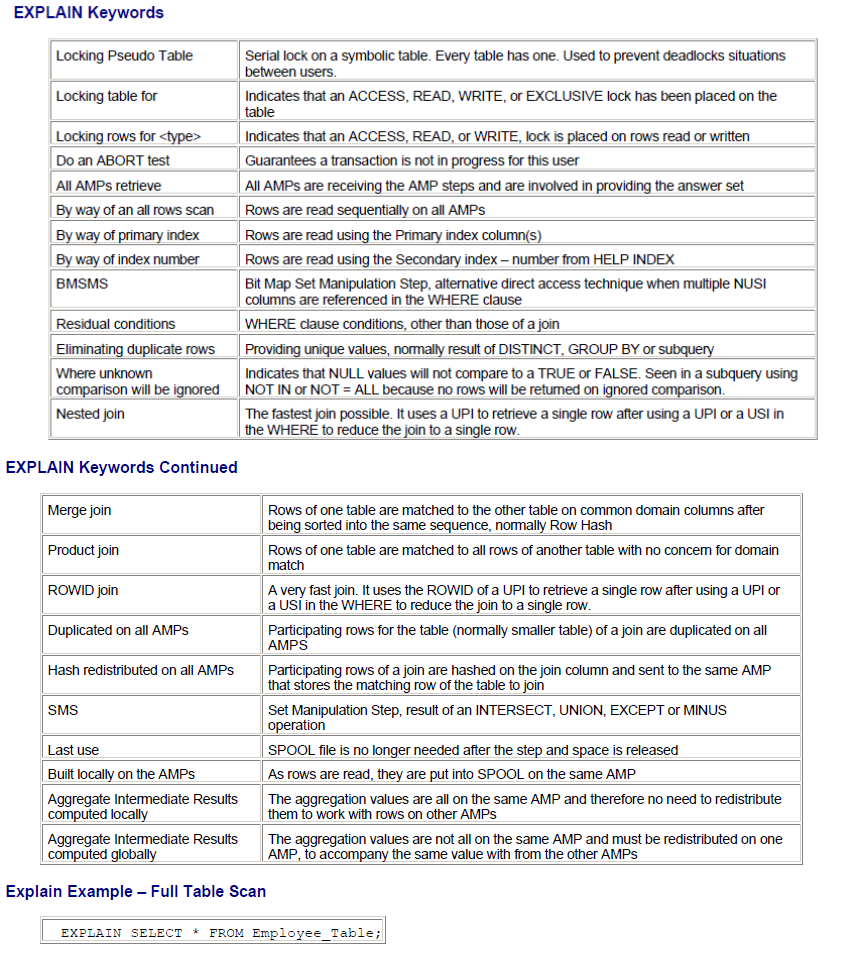 EXPLAIN Keywords
Locking Pseudo Table
Serial lock on a symbolic table. Every table has one. Used to prevent deadlocks situations
between users.
Locking table for
Indicates that an ACCESS, READ, WRITE, or EXCLUSIVE lock has been placed on the
table
Locking rows for <type>
Indicates that an ACCESS, READ, or WRITE, lock is placed on rows read or written
Do an ABORT test
Guarantees a transaction is not in progress for this user
All AMPs retrieve
All AMPs are receiving the AMP steps and are involved in providing the answer set
By way of an all rows scan
Rows are read sequentially on all AMPs
By way of primary index
Rows are read using the Primary index column(s)
By way of index number
Rows are read using the Secondary index – number from HELP INDEX
BMSMS
Bit Map Set Manipulation Step, alternative direct access technique when multiple NUSI
columns are referenced in the WHERE clause
Residual conditions
WHERE clause conditions, other than those of a join
Eliminating duplicate rows
Providing unique values, normally result of DISTINCT, GROUP BY or subquery
Where unknown
comparison will be ignored
Indicates that NULL values will not compare to a TRUE or FALSE. Seen in a subquery using
NOT IN or NOT = ALL because no rows will be returned on ignored comparison.
Nested join
The fastest join possible. It uses a UPI to retrieve a single row after using a UPI or a USI in
the WHERE to reduce the join to a single row.
EXPLAIN Keywords Continued
Merge join
Rows of one table are matched to the other table on common domain columns after
being sorted into the same sequence, normally Row Hash
Product join
Rows of one table are matched to all rows of another table with no concern for domain
match
ROWID join
A very fast join. It uses the ROWID of a UPI to retrieve a single row after using a UPI or
a USI in the WHERE to reduce the join to a single row.
Duplicated on all AMPs
Participating rows for the table (normally smaller table) of a join are duplicated on all
AMPS
Hash redistributed on all AMPs
Participating rows of a join are hashed on the join column and sent to the same AMP
that stores the matching row of the table to join
SMS
Set Manipulation Step, result of an INTERSECT, UNION, EXCEPT or MINUS
operation
Last use
SPOOL file is no longer needed after the step and space is released
Built locally on the AMPs
As rows are read, they are put into SPOOL on the same AMP
Aggregate Intermediate Results
computed locally
The aggregation values are all on the same AMP and therefore no need to redistribute
them to work with rows on other AMPs
Aggregate Intermediate Results
computed globally
The aggregation values are not all on the same AMP and must be redistributed on one
AMP, to accompany the same value with from the other AMPs
Explain Example – Full Table Scan
EXPLAIN SELECT * FROM Employee_Table;